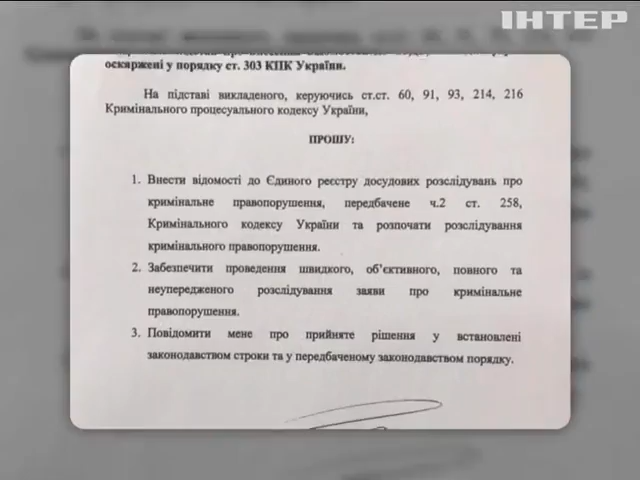 ІНТЕР
оскаржені у порядку ст. 303 КПК України.
На підставі викладеного, керуючись ст.ст. 60, 91, 93, 214, 216
Кримінального процесуального кодексу України,
ПРОШУ:
1. Внести відомості до Єдиного реєстру досудових розслідувань про
кримінальне правопорушення, передбачене ч.2 ст. 258,
Кримінального кодексу України та розпочати розслідування
кримінального правопорушення.
2. Забезпечити проведення швидкого, об'єктивного, повного та
неупередженого розслідування заяви про кримінальне
правопорушення.
3. Повідомити мене про прийняте рішення у встановлені
законодавством строки та у передбаченому законодавством порядку.